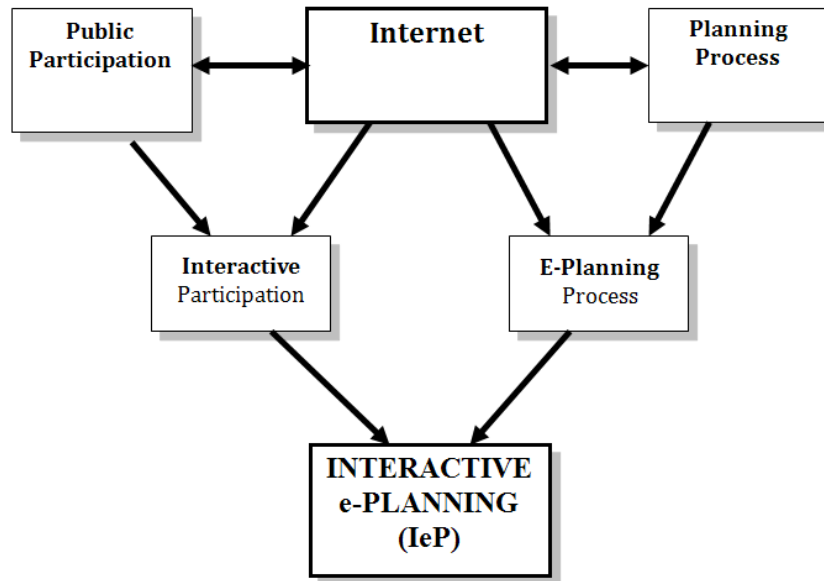 Public
Participation
Internet
Planning
Process
Interactive
Participation
E-Planning
Process
INTERACTIVE
e-PLANNING
(IeP)